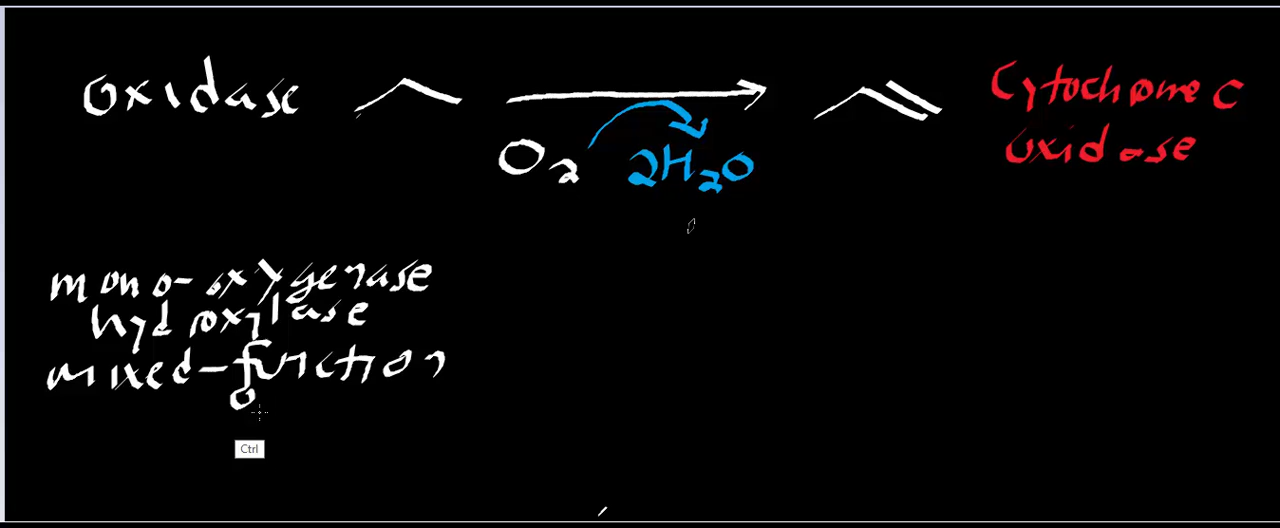 oxidase
O2 2H2O
Cytochrome C
oxidase
mono-oxygenase
hydroxylase
mixed-function
o
Ctrl